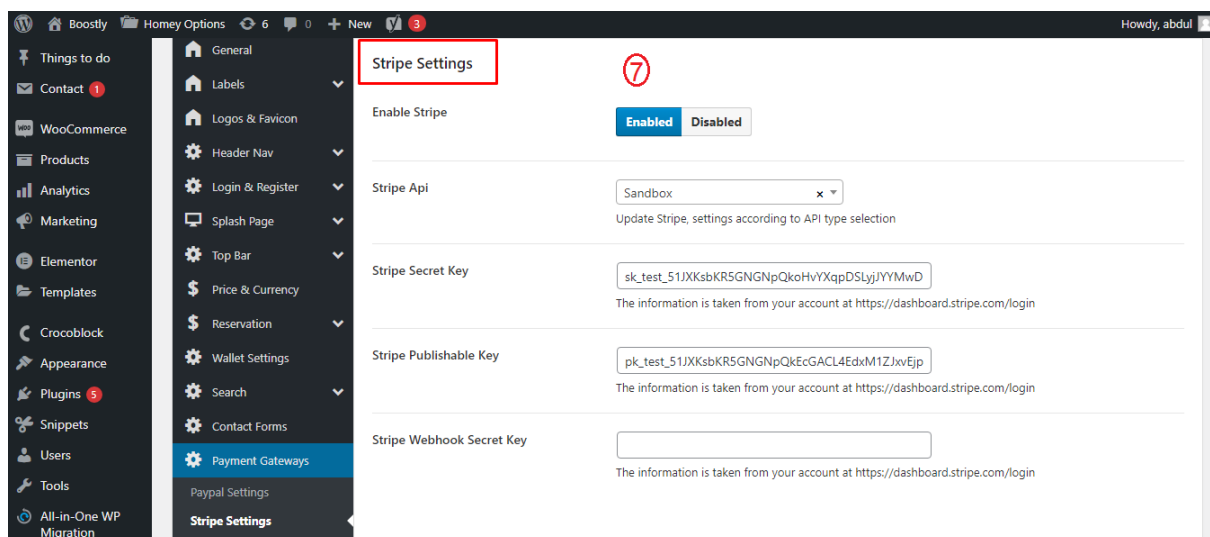 Boostly Homey Options 6 0 New 3 Howdy, abdul
Things to do
Contact 1
WooCommerce
Products
Analytics
Marketing
Elementor
Templates
Crocoblock
Appearance
Plugins 5
Snippets
Users
Tools
All-in-One WP
Migration
General
Labels
Logos & Favicon
Header Nav
Login & Register
Splash Page
Top Bar
Price & Currency
Reservation
Wallet Settings
Search
Contact Forms
Payment Gateways
Paypal Settings
Stripe Settings
Stripe Settings
7
Enable Stripe
Enabled Disabled
Stripe Api
Sandbox ×
Update Stripe, settings according to API type selection
Stripe Secret Key
sk_test_51JXKsbKR5GNGNpQkoHvYXqpDSLyjJYYMwD
The information is taken from your account at https://dashboard.stripe.com/login
Stripe Publishable Key
pk_test_51JXKsbKR5GNGNpQkEcGACL4EdxM1ZJxvEjp
The information is taken from your account at https://dashboard.stripe.com/login
Stripe Webhook Secret Key
The information is taken from your account at https://dashboard.stripe.com/login